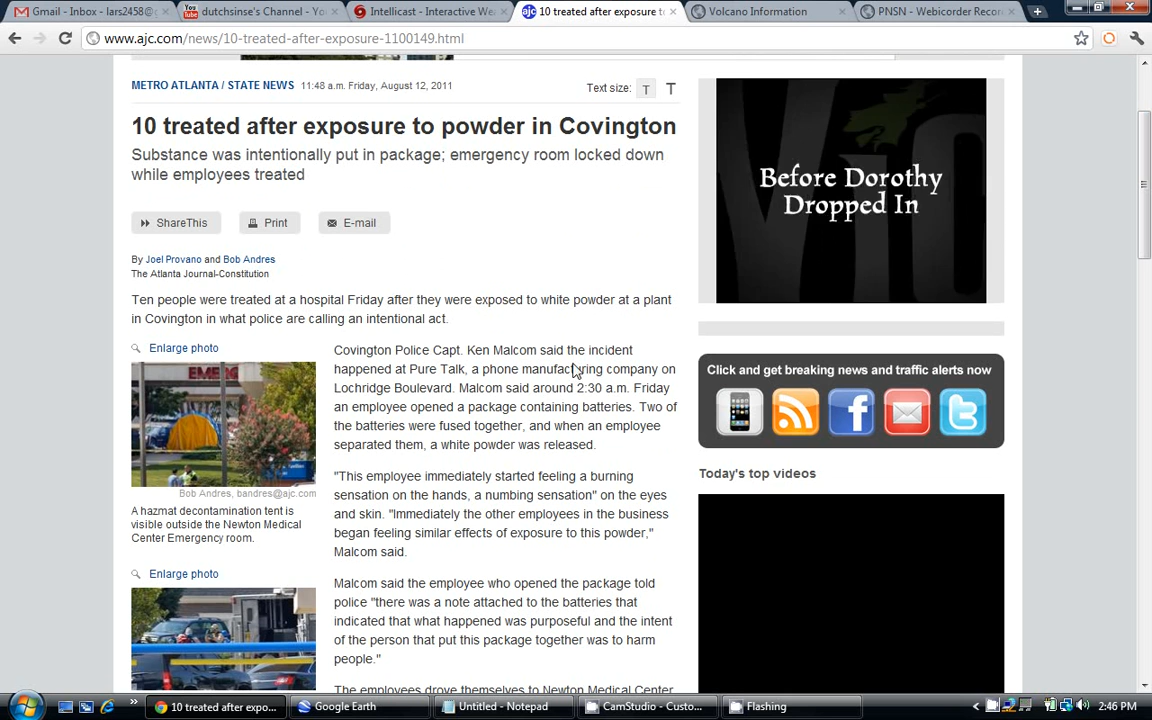 Gmail - Inbox - lars2458@g
dutchsinse's Channel - Yo
Intellicast - Interactive We
10 treated after exposure t
Volcano Information
PNSN - Webicorder Recor
www.ajc.com/news/10-treated-after-exposure-1100149.html
METRO ATLANTA / STATE NEWS 11:48 a.m. Friday, August 12, 2011
Text size: T T
10 treated after exposure to powder in Covington
Substance was intentionally put in package; emergency room locked down
while employees treated
ShareThis Print E-mail
By Joel Provano and Bob Andres
The Atlanta Journal-Constitution
Ten people were treated at a hospital Friday after they were exposed to white powder at a plant
in Covington in what police are calling an intentional act.
Enlarge photo
EMERG
Bob Andres, bandres@ajc.com
A hazmat decontamination tent is
visible outside the Newton Medical
Center Emergency room.
Enlarge photo
Covington Police Capt. Ken Malcom said the incident
happened at Pure Talk, a phone manufacturing company on
Lochridge Boulevard. Malcom said around 2:30 a.m. Friday
an employee opened a package containing batteries. Two of
the batteries were fused together, and when an employee
separated them, a white powder was released.
"This employee immediately started feeling a burning
sensation on the hands, a numbing sensation" on the eyes
and skin. "Immediately the other employees in the business
began feeling similar effects of exposure to this powder,"
Malcom said.
Malcom said the employee who opened the package told
police "there was a note attached to the batteries that
indicated that what happened was purposeful and the intent
of the person that put this package together was to harm
people."
The employees drove themselves to Newton Medical Center
Before Dorothy
Dropped In
Click and get breaking news and traffic alerts now
Today's top videos
10 treated after expo...
Google Earth
Untitled - Notepad
CamStudio - Custo...
Flashing
2:46 PM